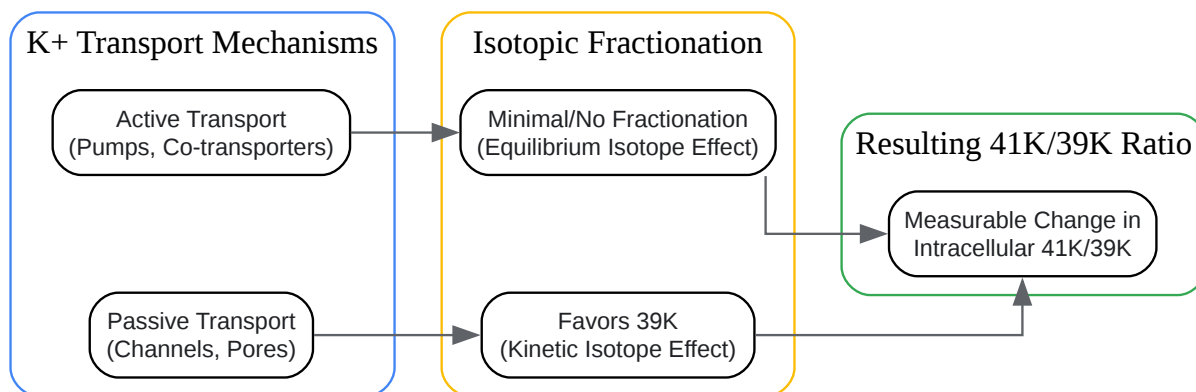 K+ Transport Mechanisms
Active Transport
(Pumps, Co-transporters)
Passive Transport
(Channels, Pores)
Isotopic Fractionation
Minimal/No Fractionation
(Equilibrium Isotope Effect)
Favors 39K
(Kinetic Isotope Effect)
Resulting 41K/39K Ratio
Measurable Change in
Intracellular 41K/39K